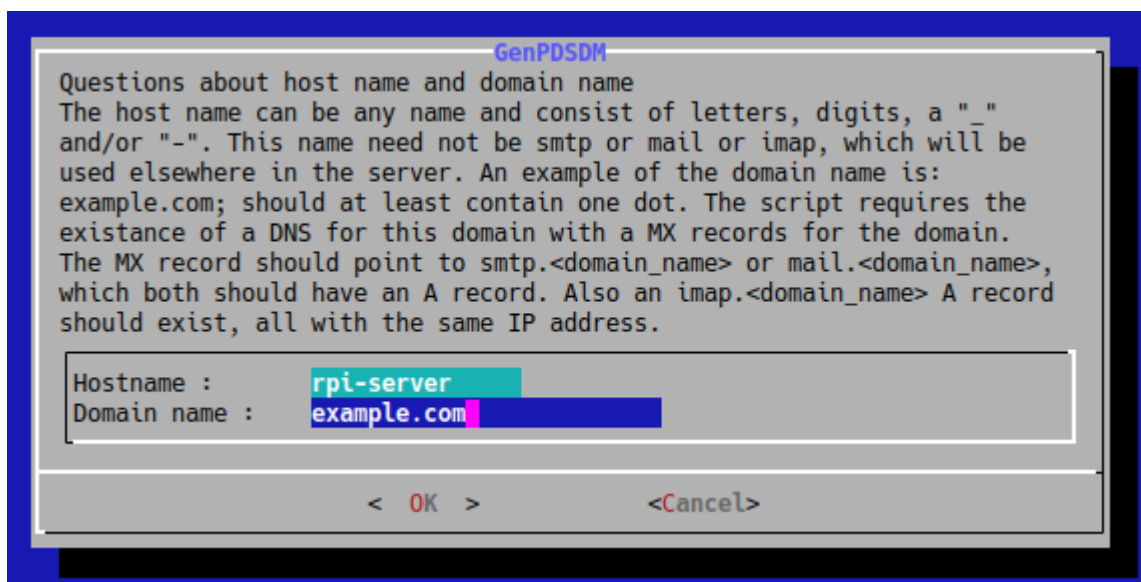 GenPDSDM
Questions about host name and domain name
The host name can be any name and consist of letters, digits, a "_"
and/or "-". This name need not be smtp or mail or imap, which will be
used elsewhere in the server. An example of the domain name is:
example.com; should at least contain one dot. The script requires the
existance of a DNS for this domain with a MX records for the domain.
The MX record should point to smtp.<domain_name> or mail.<domain_name>,
which both should have an A record. Also an imap.<domain_name> A record
should exist, all with the same IP address.
Hostname : rpi-server
Domain name : example.com
< OK > <Cancel>